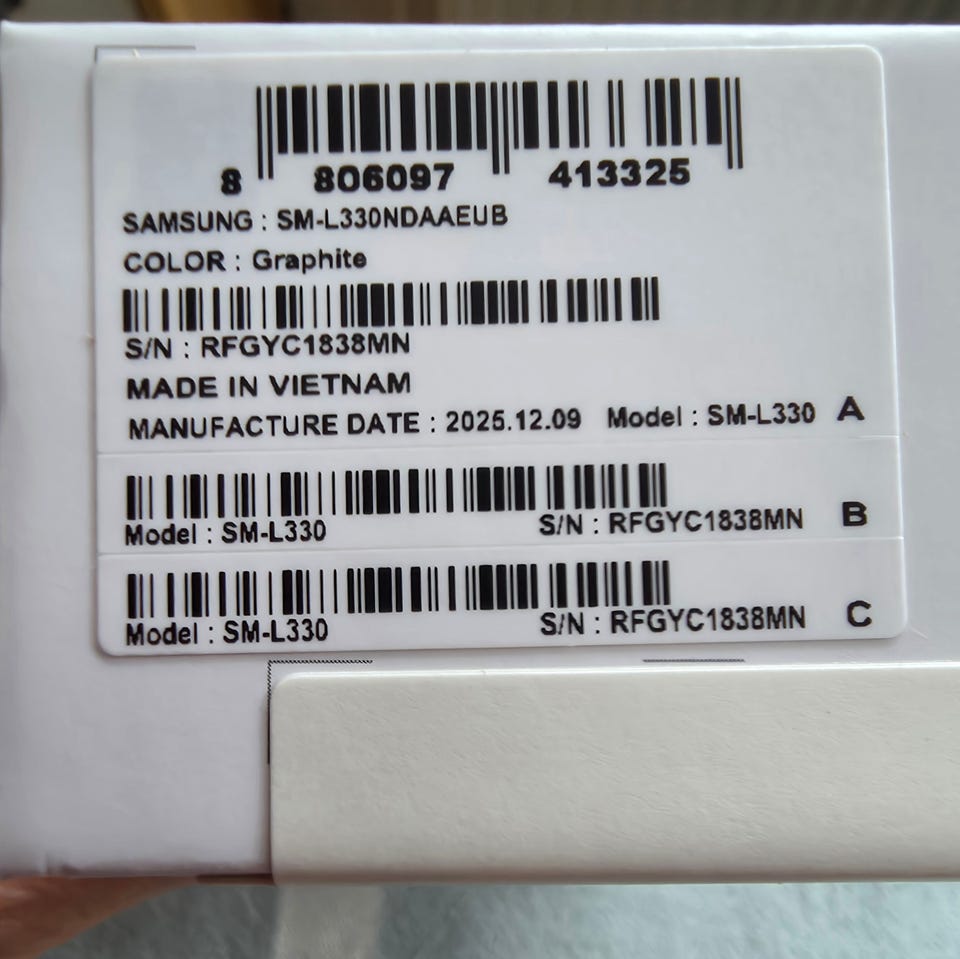 8 806097 413325
SAMSUNG : SM-L330NDAAEUB
COLOR : Graphite
S/N : RFGYC1838MN
MADE IN VIETNAM
MANUFACTURE DATE : 2025.12.09 Model : SM-L330 A
Model : SM-L330 S/N : RFGYC1838MN B
Model : SM-L330 S/N : RFGYC1838MN C